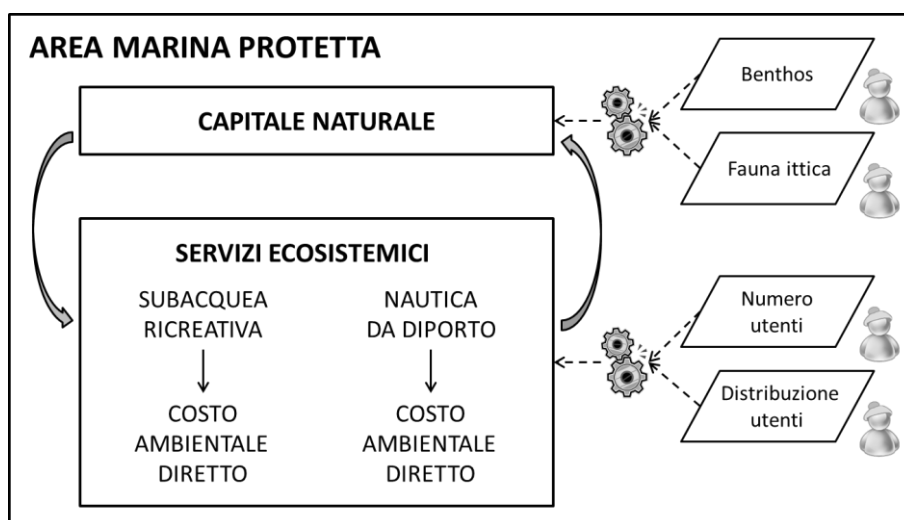 AREA MARINA PROTETTA
CAPITALE NATURALE
Benthos
Fauna ittica
SERVIZI ECOSISTEMICI
SUBACQUEA
RICREATIVA
COSTO
AMBIENTALE
DIRETTO
NAUTICA
DA DIPORTO
COSTO
AMBIENTALE
DIRETTO
Numero
utenti
Distribuzione
utenti